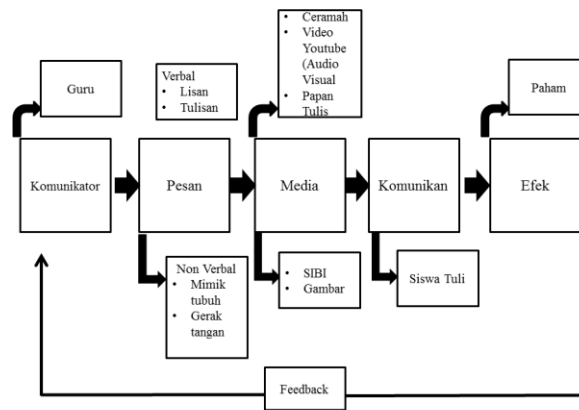 Guru
Verbal
• Lisan
• Tulisan
• Ceramah
• Video
Youtube
(Audio
Visual
• Papan
Tulis
Paham
Komunikator
Pesan
Media
Komunikan
Efek
Non Verbal
• Mimik
tubuh
• Gerak
tangan
• SIBI
• Gambar
Siswa Tuli
Feedback